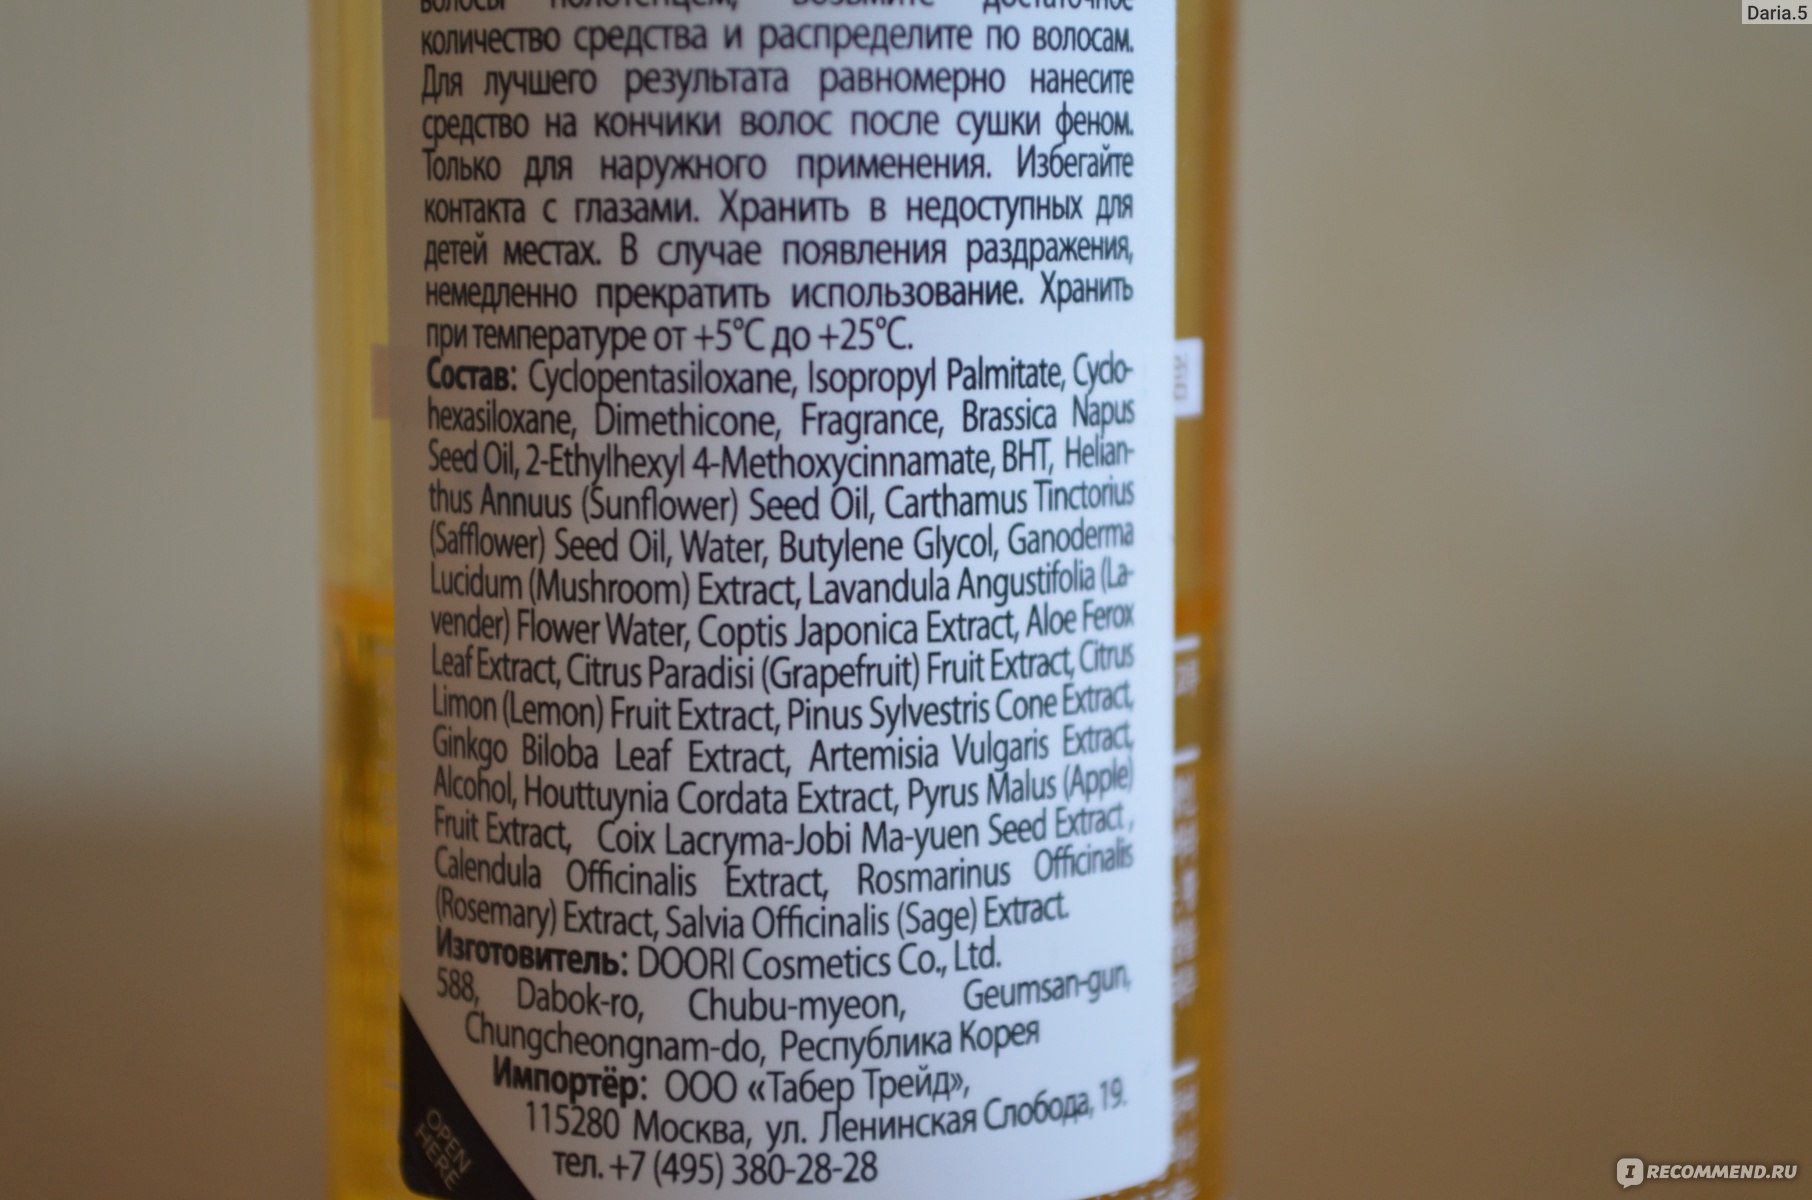 Daria.5
волосы полотенцем, возьмите достаточное
количество средства и распределите по волосам.
Для лучшего результата равномерно нанесите
средство на кончики волос после сушки феном.
Только для наружного применения. Избегайте
контакта с глазами. Хранить в недоступных для
детей местах. В случае появления раздражения,
немедленно прекратить использование. Хранить
при температуре от +5°C до +25°C.
Состав: Cyclopentasiloxane, Isopropyl Palmitate, Cyclo-
hexasiloxane, Dimethicone, Fragrance, Brassica Napus
Seed Oil, 2-Ethylhexyl 4-Methoxycinnamate, BHT, Helian-
thus Annuus (Sunflower) Seed Oil, Carthamus Tinctorius
(Safflower) Seed Oil, Water, Butylene Glycol, Ganoderma
Lucidum (Mushroom) Extract, Lavandula Angustifolia (La-
vender) Flower Water, Coptis Japonica Extract, Aloe Ferox
Leaf Extract, Citrus Paradisi (Grapefruit) Fruit Extract, Citrus
Limon (Lemon) Fruit Extract, Pinus Sylvestris Cone Extract,
Ginkgo Biloba Leaf Extract, Artemisia Vulgaris Extract,
Alcohol, Houttuynia Cordata Extract, Pyrus Malus (Apple)
Fruit Extract, Coix Lacryma-Jobi Ma-yuen Seed Extract ,
Calendula Officinalis Extract, Rosmarinus Officinalis
(Rosemary) Extract, Salvia Officinalis (Sage) Extract.
Изготовитель: DOORI Cosmetics Co., Ltd.
588, Dabok-ro, Chubu-myeon, Geumsan-gun,
Chungcheongnam-do, Республика Корея
Импортёр: ООО «Табер Трейд»,
115280 Москва, ул. Ленинская Слобода, 19.
тел. +7 (495) 380-28-28
OPEN
HERE
I RECOMMEND.RU